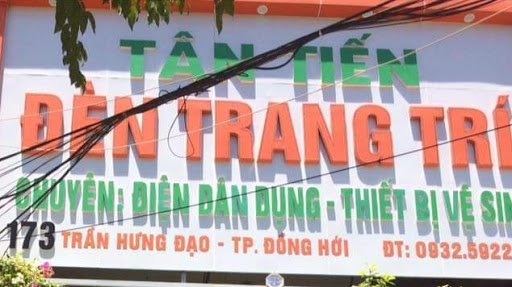 TÂN TIẾN
ĐÈN TRANG TRÍ
CHUYÊN: ĐIỆN DÂN DỤNG - THIẾT BỊ VỆ SIN
173 TRẦN HƯNG ĐẠO - TP. ĐỒNG HỚI ĐT: 0932.5922